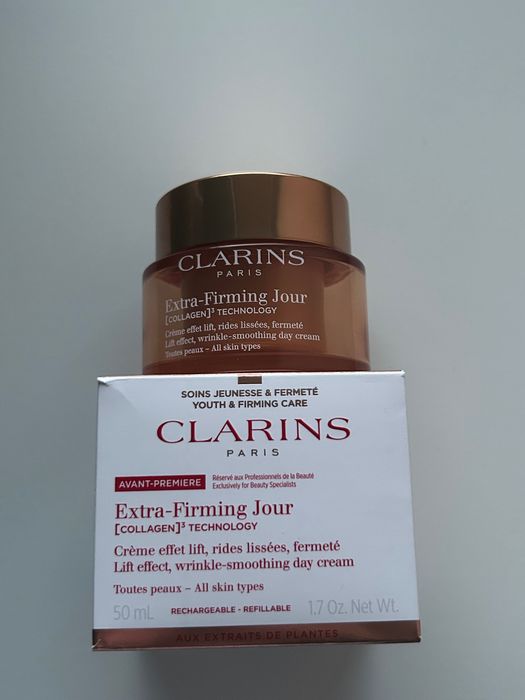 CLARINS
PARIS
Extra-Firming Jour
[COLLAGEN]³ TECHNOLOGY
Crème effet lift, rides lissées, fermeté
Lift effect, wrinkle-smoothing day cream
Toutes peaux – All skin types
SOINS JEUNESSE & FERMETÉ
YOUTH & FIRMING CARE
CLARINS
PARIS
AVANT-PREMIERE
Réservé aux Professionnels de la Beauté
Exclusively for Beauty Specialists
Extra-Firming Jour
[COLLAGEN]³ TECHNOLOGY
Crème effet lift, rides lissées, fermeté
Lift effect, wrinkle-smoothing day cream
Toutes peaux – All skin types
50 mL RECHARGEABLE - REFILLABLE 1.7 Oz. Net Wt.
AUX EXTRAITS DE PLANTES